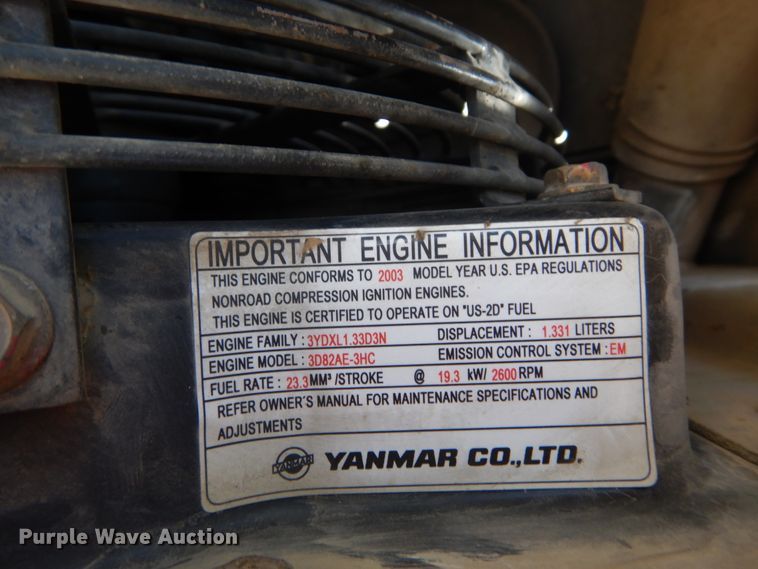 IMPORTANT ENGINE INFORMATION
THIS ENGINE CONFORMS TO 2003 MODEL YEAR U.S. EPA REGULATIONS
NONROAD COMPRESSION IGNITION ENGINES.
THIS ENGINE IS CERTIFIED TO OPERATE ON "US-2D" FUEL
ENGINE FAMILY : 3YDXL1.33D3N DISPLACEMENT : 1.331 LITERS
ENGINE MODEL : 3D82AE-3HC EMISSION CONTROL SYSTEM : EM
FUEL RATE : 23.3 MM³ /STROKE @ 19.3 kW/ 2600 RPM
REFER OWNER'S MANUAL FOR MAINTENANCE SPECIFICATIONS AND
ADJUSTMENTS
YANMAR YANMAR CO.,LTD.
Purple Wave Auction